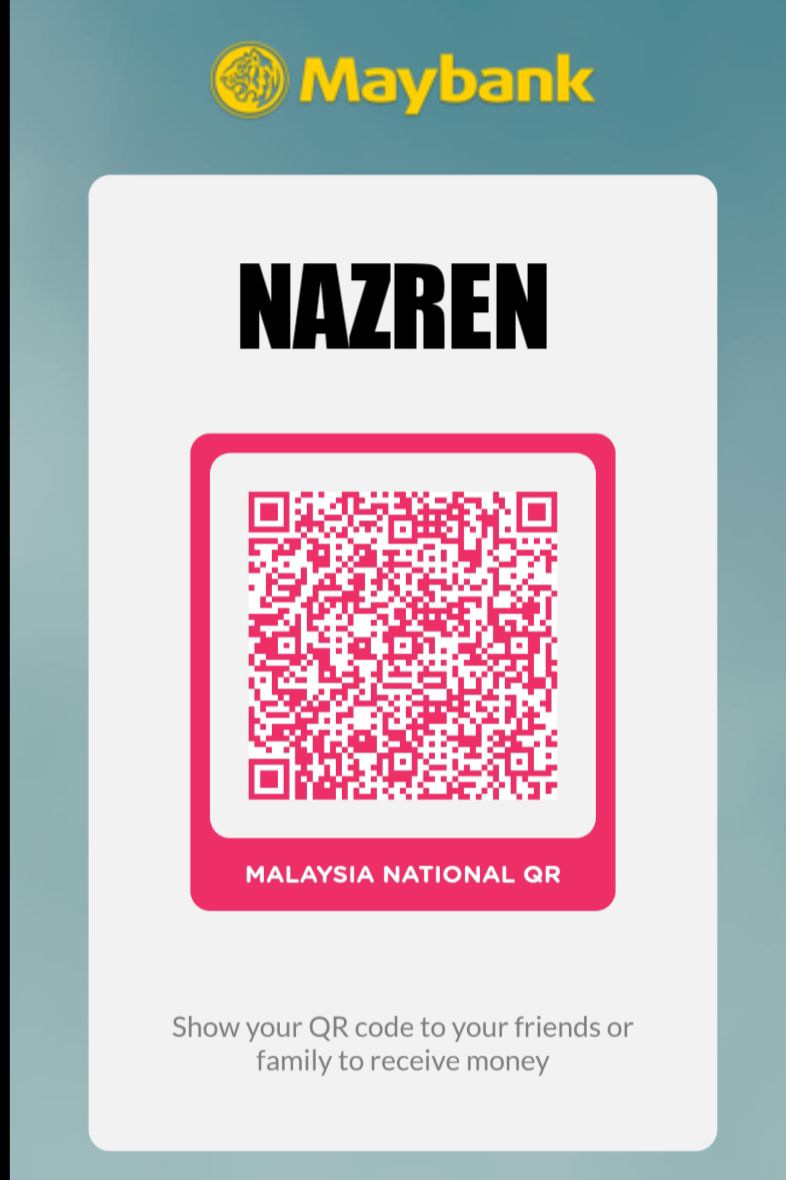 Maybank
NAZREN
MALAYSIA NATIONAL QR
Show your QR code to your friends or
family to receive money